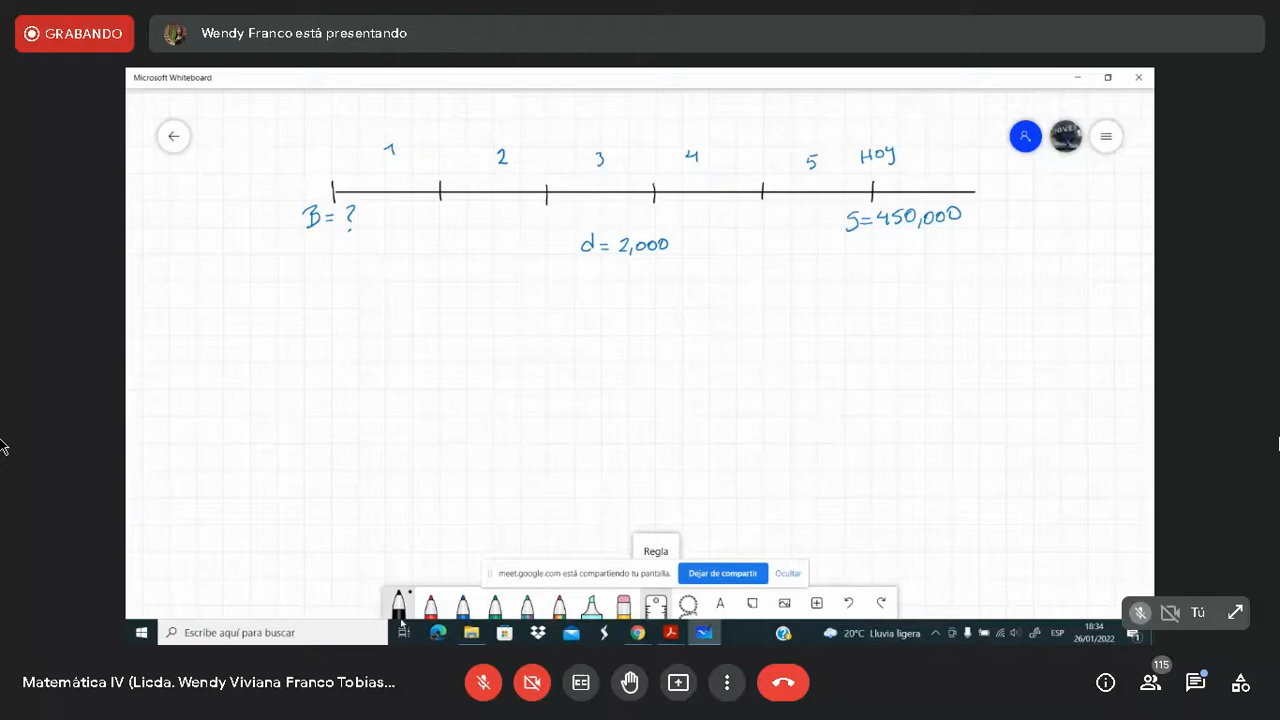 GRABANDO
Wendy Franco está presentando
Microsoft Whiteboard
1 2 3 4 5 Hoy
B = ? S = 450,000
d = 2,000
Regla
meet.google.com está compartiendo tu pantalla. Dejar de compartir Ocultar
A
Tú
Escribe aquí para buscar
20°C Lluvia ligera ESP 18:34
26/01/2022
Matemática IV (Licda. Wendy Viviana Franco Tobias...
115